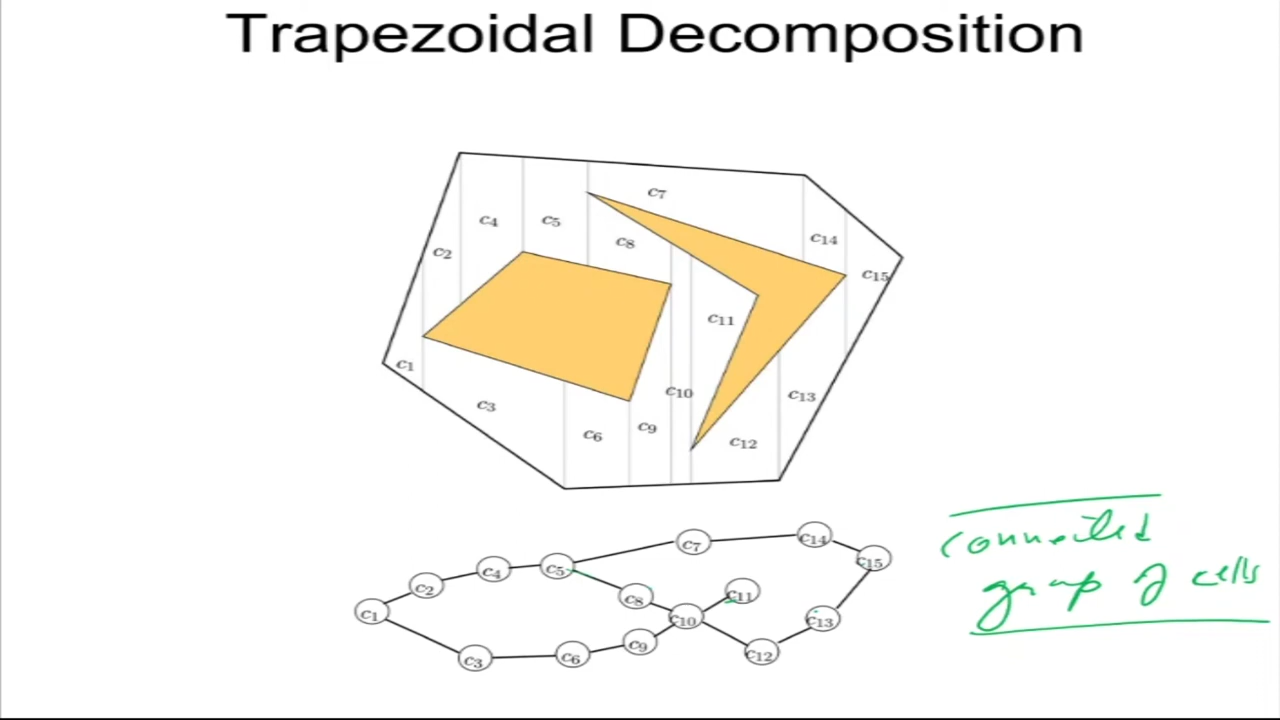 Trapezoidal Decomposition
c7
c4
c5
c14
c8
c2
c15
c11
c1
c10
c13
c3
c9
c6
c12
c14
c7
c15
c5
c4
c2
c11
c8
c1
c10
c13
c9
c12
c6
c3
connected
group of cells